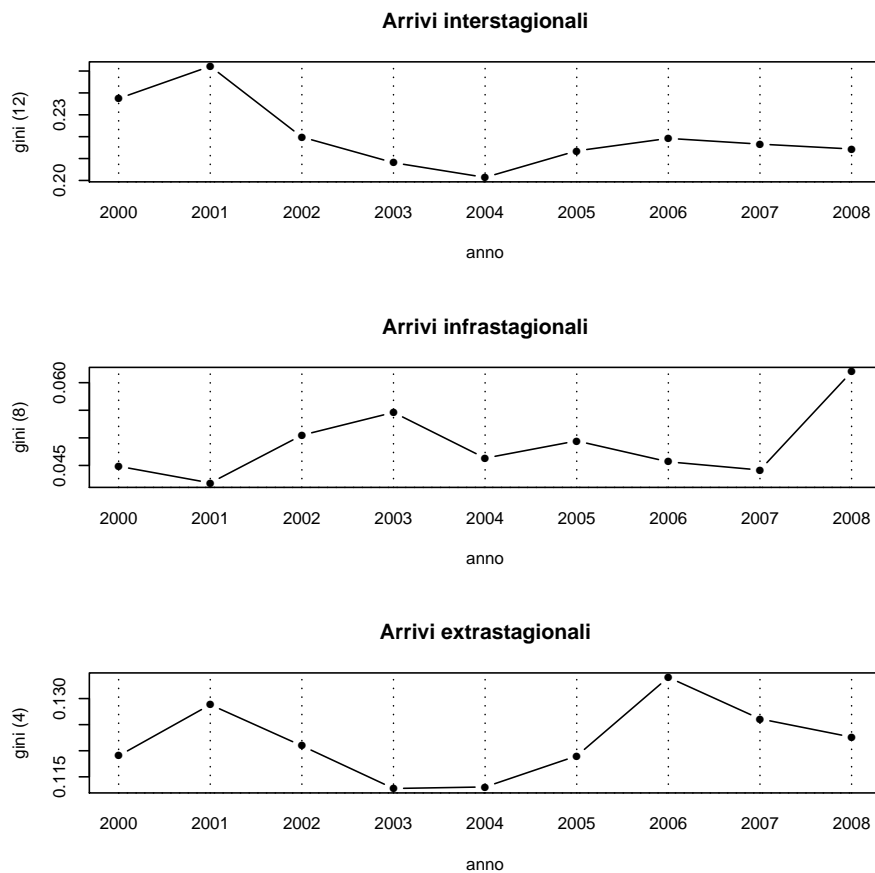 Arrivi interstagionali
gini (12)
0.23
0.20
2000 2001 2002 2003 2004 2005 2006 2007 2008
anno
Arrivi infrastagionali
gini (8)
0.060
0.045
2000 2001 2002 2003 2004 2005 2006 2007 2008
anno
Arrivi extrastagionali
gini (4)
0.130
0.115
2000 2001 2002 2003 2004 2005 2006 2007 2008
anno